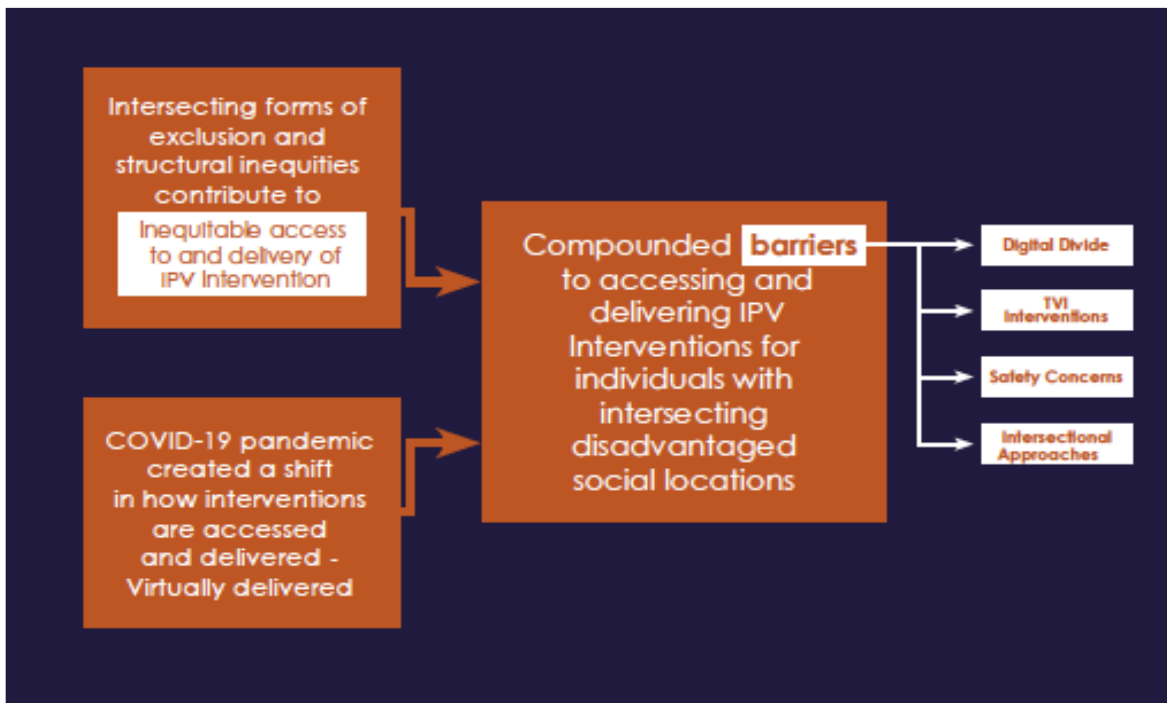 Intersecting forms of
exclusion and
structural inequities
contribute to
Inequitable access
to and delivery of
IPV Intervention
COVID-19 pandemic
created a shift
in how interventions
are accessed
and delivered -
Virtually delivered
Compounded barriers
to accessing and
delivering IPV
Interventions for
individuals with
intersecting
disadvantaged
social locations
Digital Divide
TVI
Interventions
Safety Concerns
Intersectional
Approaches